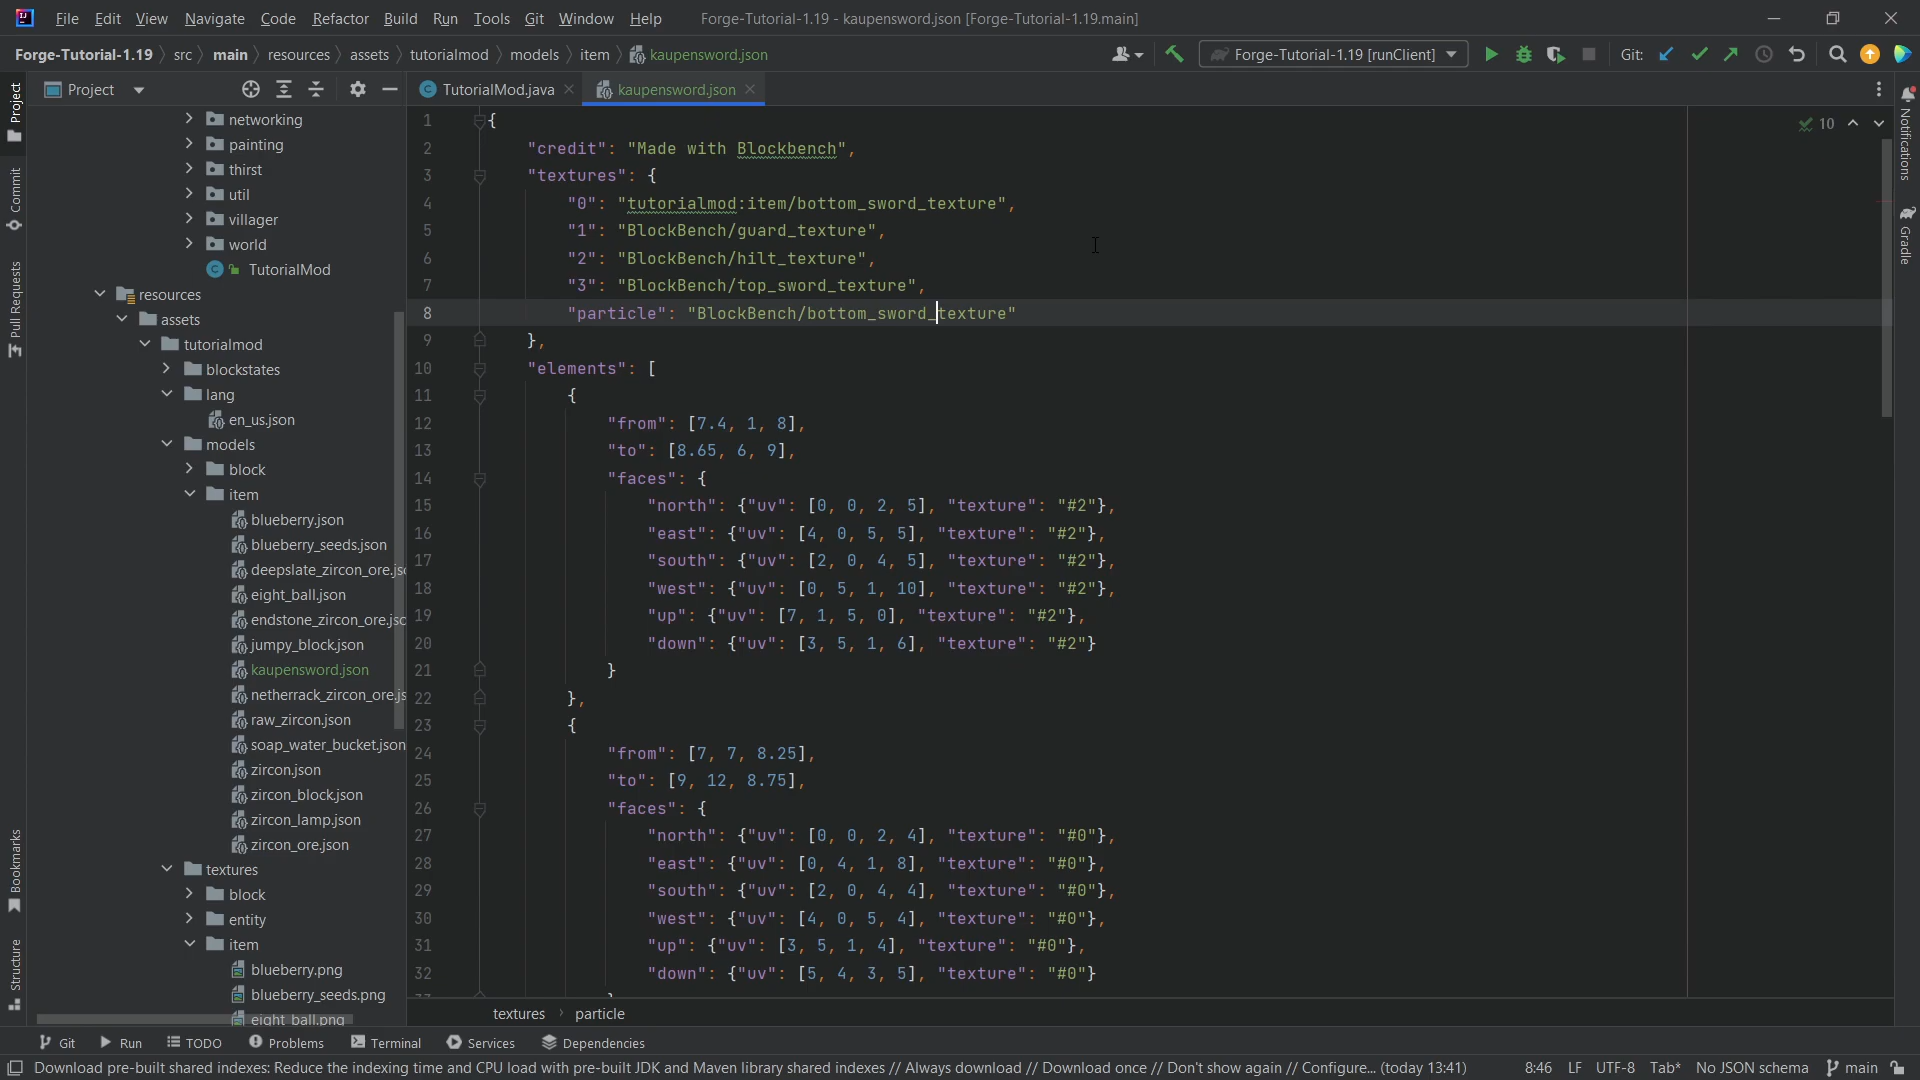 File Edit View Navigate Code Refactor Build Run Tools Git Window Help Forge-Tutorial-1.19 - kaupensword.json [Forge-Tutorial-1.19.main]
Forge-Tutorial-1.19 src main resources assets tutorialmod models item kaupensword.json Forge-Tutorial-1.19 [runClient] Git:
Project TutorialMod.java kaupensword.json
Project
Commit
Pull Requests
Bookmarks
Structure
networking
painting
thirst
util
villager
world
TutorialMod
resources
assets
tutorialmod
blockstates
lang
en_us.json
models
block
item
blueberry.json
blueberry_seeds.json
deepslate_zircon_ore.jsc
eight_ball.json
endstone_zircon_ore.jsc
jumpy_block.json
kaupensword.json
netherrack_zircon_ore.js
raw_zircon.json
soap_water_bucket.json
zircon.json
zircon_block.json
zircon_lamp.json
zircon_ore.json
textures
block
entity
item
blueberry.png
blueberry_seeds.png
eight_ball.png
1 {
2 "credit": "Made with Blockbench",
3 "textures": {
4 "0": "tutorialmod:item/bottom_sword_texture",
5 "1": "BlockBench/guard_texture",
6 "2": "BlockBench/hilt_texture",
7 "3": "BlockBench/top_sword_texture",
8 "particle": "BlockBench/bottom_sword_texture"
9 },
10 "elements": [
11 {
12 "from": [7.4, 1, 8],
13 "to": [8.65, 6, 9],
14 "faces": {
15 "north": {"uv": [0, 0, 2, 5], "texture": "#2"},
16 "east": {"uv": [4, 0, 5, 5], "texture": "#2"},
17 "south": {"uv": [2, 0, 4, 5], "texture": "#2"},
18 "west": {"uv": [0, 5, 1, 10], "texture": "#2"},
19 "up": {"uv": [7, 1, 5, 0], "texture": "#2"},
20 "down": {"uv": [3, 5, 1, 6], "texture": "#2"}
21 }
22 },
23 {
24 "from": [7, 7, 8.25],
25 "to": [9, 12, 8.75],
26 "faces": {
27 "north": {"uv": [0, 0, 2, 4], "texture": "#0"},
28 "east": {"uv": [0, 4, 1, 8], "texture": "#0"},
29 "south": {"uv": [2, 0, 4, 4], "texture": "#0"},
30 "west": {"uv": [4, 0, 5, 4], "texture": "#0"},
31 "up": {"uv": [3, 5, 1, 4], "texture": "#0"},
32 "down": {"uv": [5, 4, 3, 5], "texture": "#0"}
10
Notifications
Gradle
textures particle
Git Run TODO Problems Terminal Services Dependencies
Download pre-built shared indexes: Reduce the indexing time and CPU load with pre-built JDK and Maven library shared indexes // Always download // Download once // Don't show again // Configure... (today 13:41) 8:46 LF UTF-8 Tab* No JSON schema main